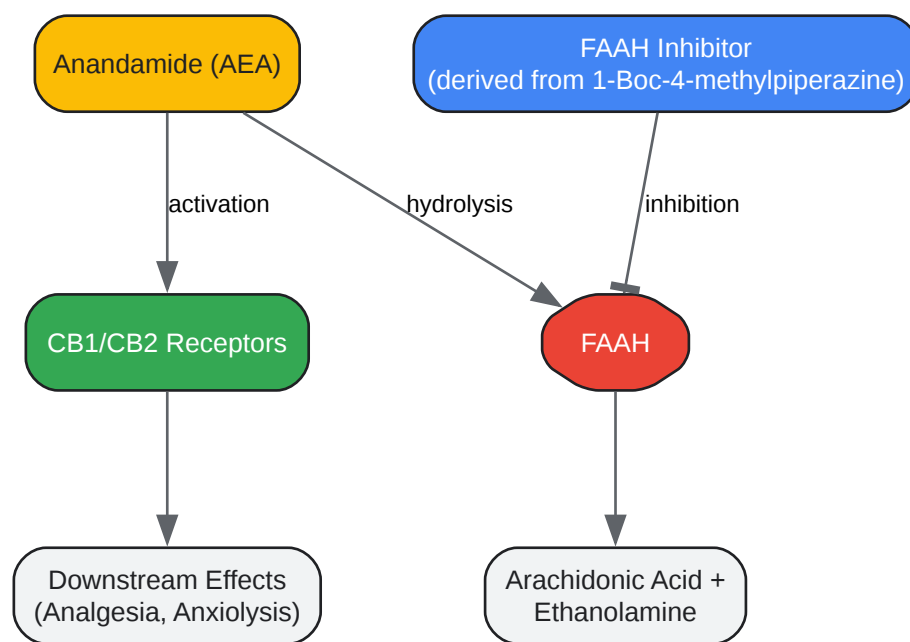 Anandamide (AEA)
FAAH Inhibitor
(derived from 1-Boc-4-methylpiperazine)
activation
hydrolysis
inhibition
CB1/CB2 Receptors
FAAH
Downstream Effects
(Analgesia, Anxiolysis)
Arachidonic Acid +
Ethanolamine